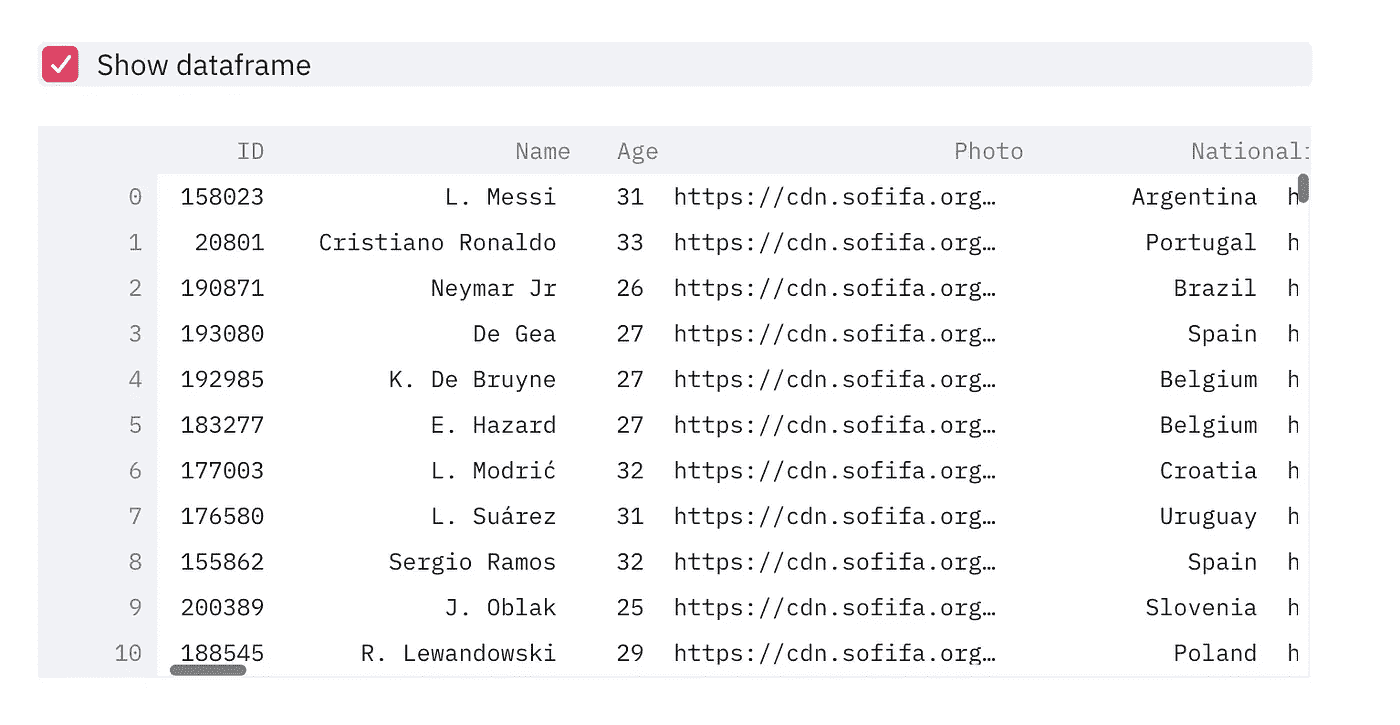 Show dataframe
ID Name Age Photo Nationali
0 158023 L. Messi 31 https://cdn.sofifa.org… Argentina h
1 20801 Cristiano Ronaldo 33 https://cdn.sofifa.org… Portugal h
2 190871 Neymar Jr 26 https://cdn.sofifa.org… Brazil h
3 193080 De Gea 27 https://cdn.sofifa.org… Spain h
4 192985 K. De Bruyne 27 https://cdn.sofifa.org… Belgium h
5 183277 E. Hazard 27 https://cdn.sofifa.org… Belgium h
6 177003 L. Modrić 32 https://cdn.sofifa.org… Croatia h
7 176580 L. Suárez 31 https://cdn.sofifa.org… Uruguay h
8 155862 Sergio Ramos 32 https://cdn.sofifa.org… Spain h
9 200389 J. Oblak 25 https://cdn.sofifa.org… Slovenia h
10 188545 R. Lewandowski 29 https://cdn.sofifa.org… Poland h